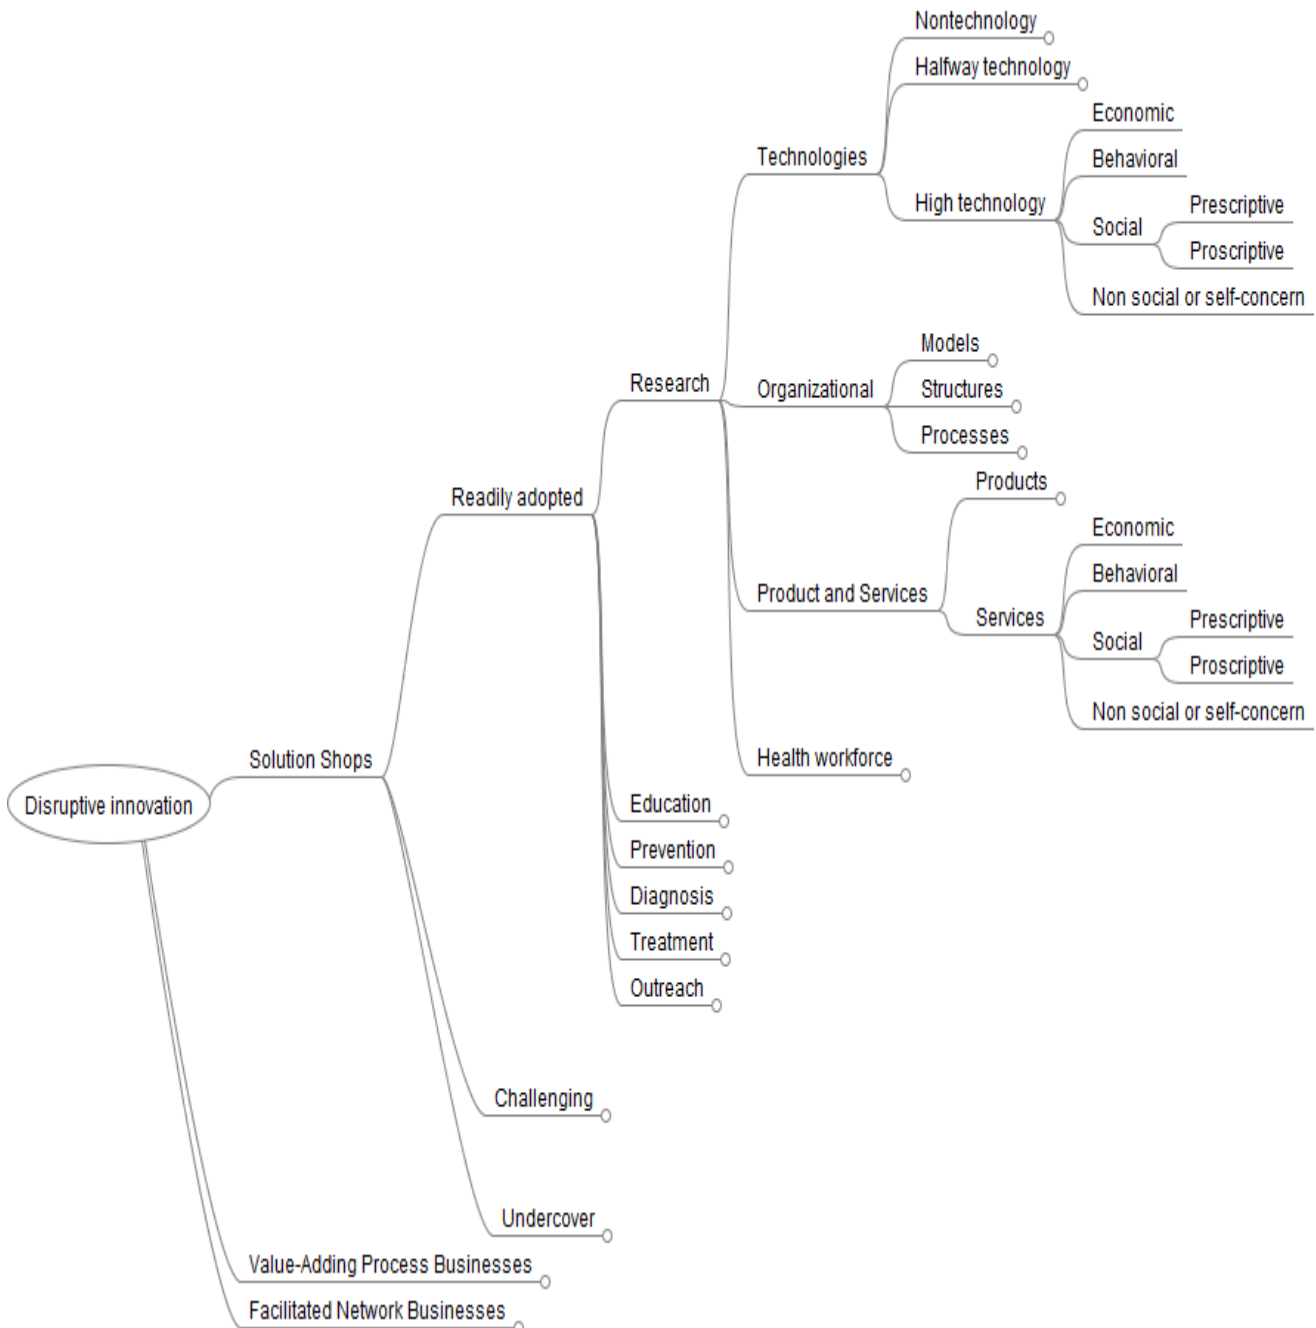 Nontechnology
Halfway technology
Economic
Behavioral
Technologies
High technology
Prescriptive
Social
Proscriptive
Non social or self-concern
Models
Research
Organizational
Structures
Processes
Products
Readily adopted
Economic
Behavioral
Product and Services
Services
Prescriptive
Social
Proscriptive
Non social or self-concern
Solution Shops
Health workforce
Disruptive innovation
Education
Prevention
Diagnosis
Treatment
Outreach
Challenging
Undercover
Value-Adding Process Businesses
Facilitated Network Businesses